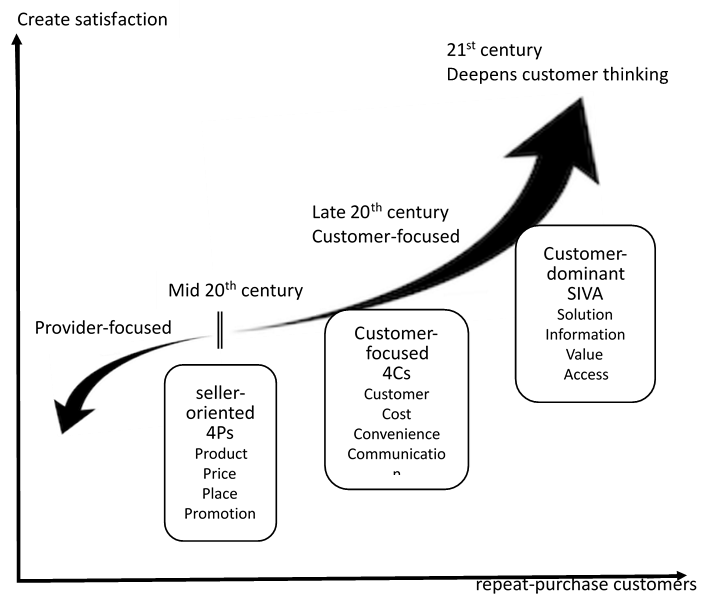 Create satisfaction
21st century
Deepens customer thinking
Late 20th century
Customer-focused
Mid 20th century
Provider-focused
Customer-
dominant
SIVA
Solution
Information
Value
Access
Customer-
focused
4Cs
Customer
Cost
Convenience
Communicatio
n
seller-
oriented
4Ps
Product
Price
Place
Promotion
repeat-purchase customers